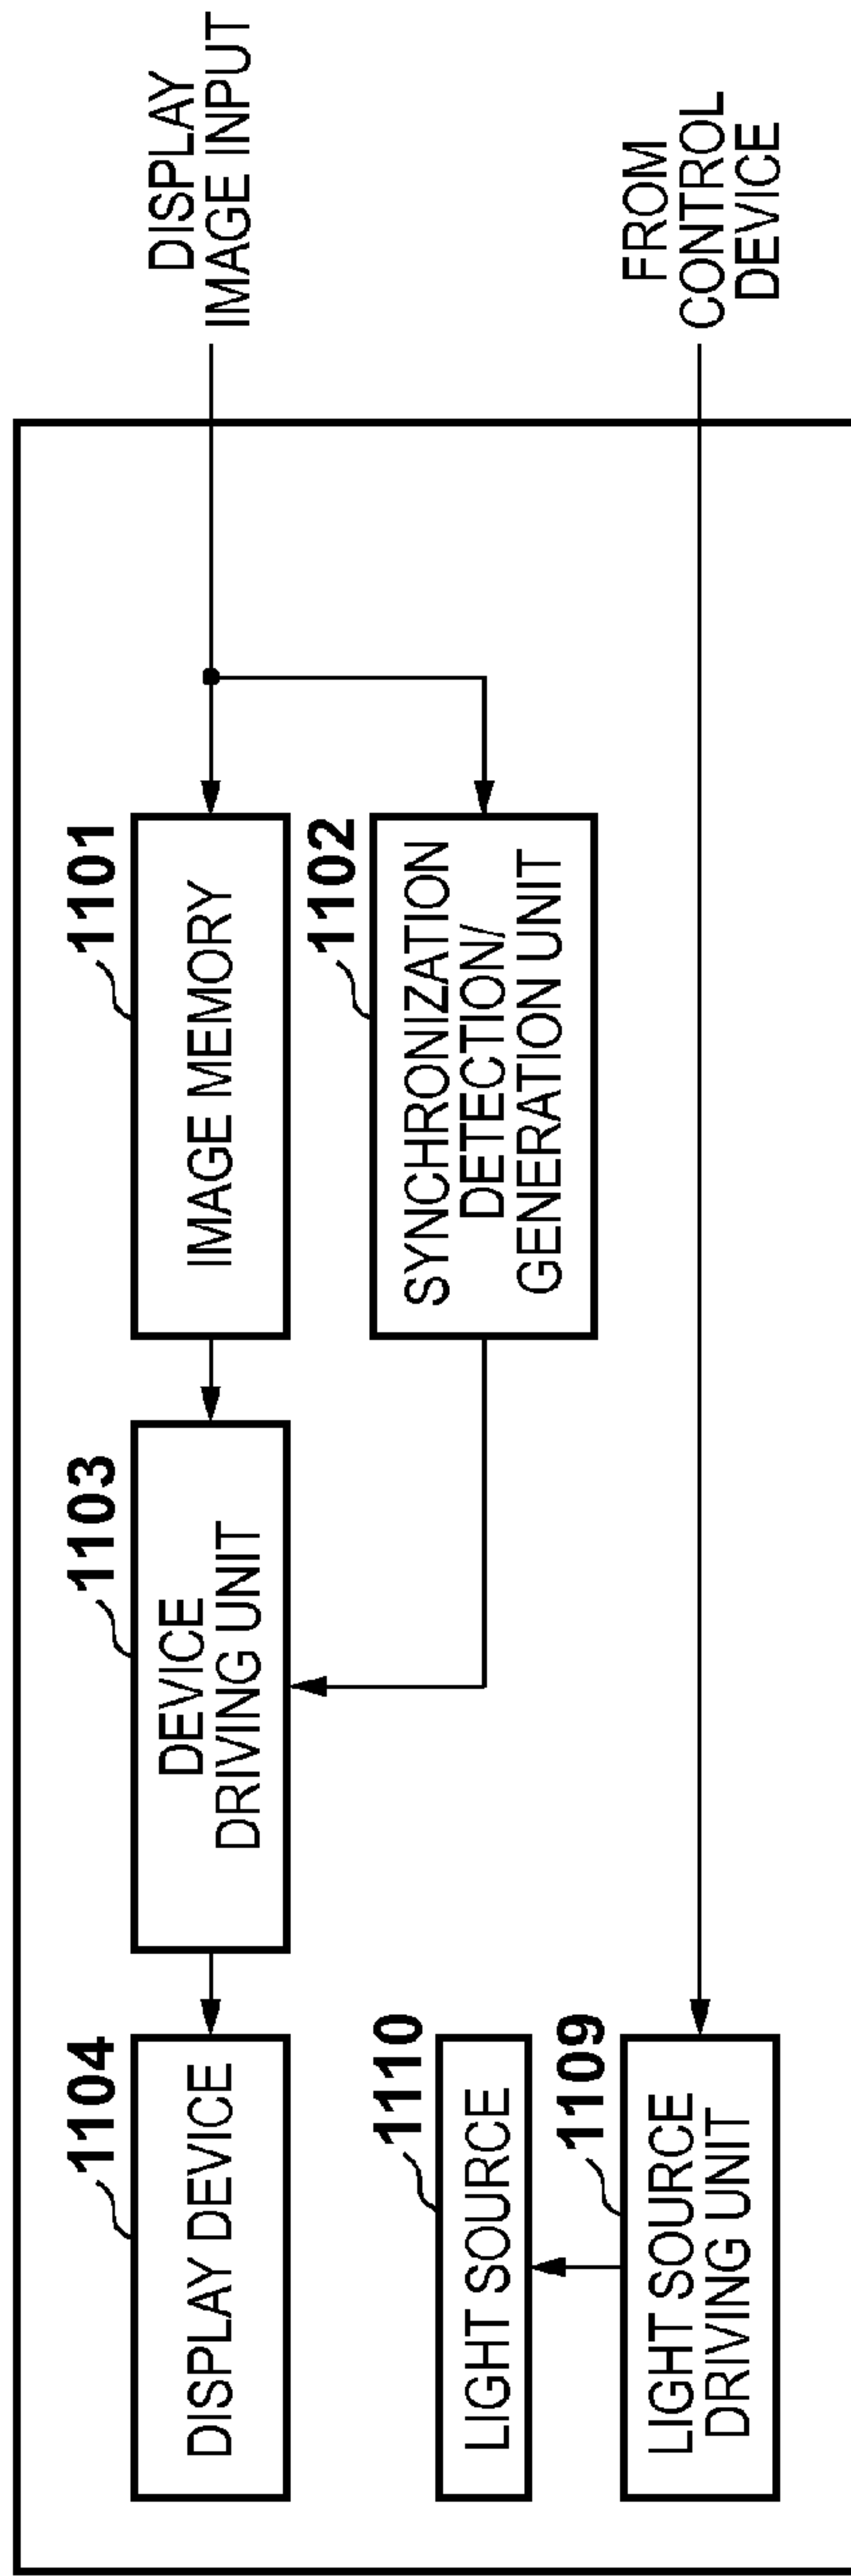 1104
DISPLAY DEVICE
1103
DEVICE
DRIVING UNIT
1101
IMAGE MEMORY
DISPLAY
IMAGE INPUT
1102
SYNCHRONIZATION
DETECTION/
GENERATION UNIT
1110
LIGHT SOURCE
1109
LIGHT SOURCE
DRIVING UNIT
FROM
CONTROL
DEVICE